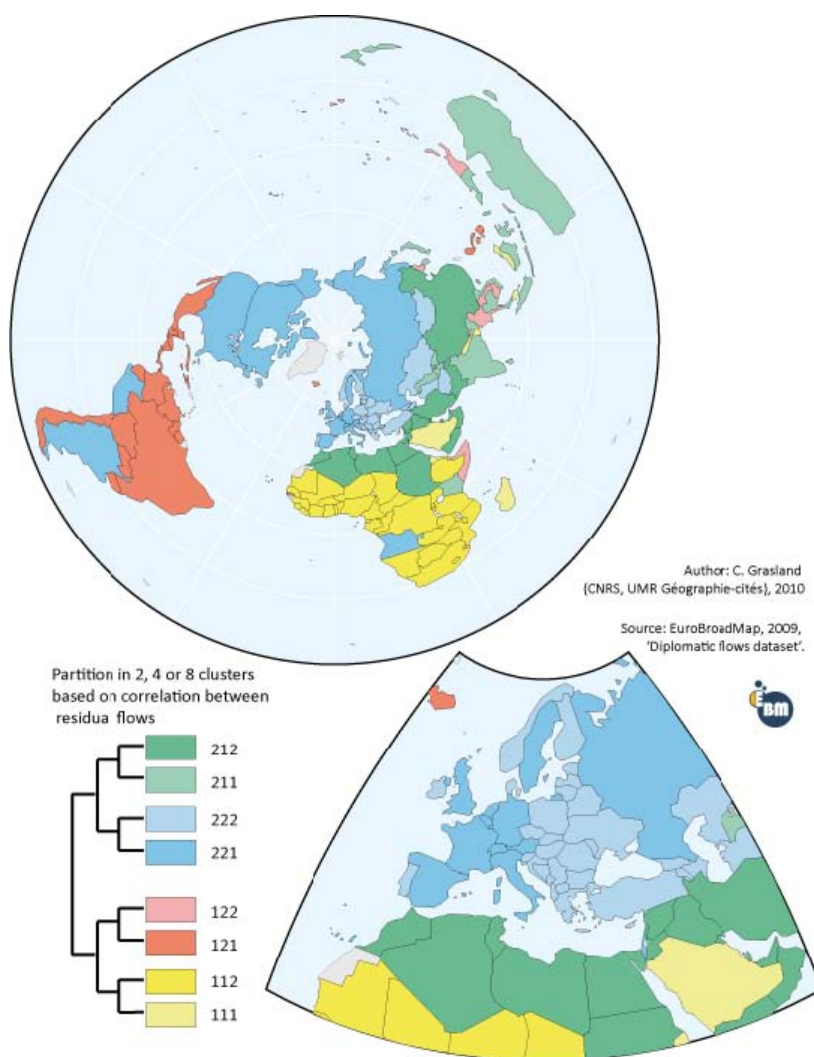 Author: C. Grasland
(CNRS, UMR Géographie-cités), 2010
Source: EuroBroadMap, 2009,
'Diplomatic flows dataset'.
Partition in 2, 4 or 8 clusters
based on correlation between
residua flows
212
211
222
221
122
121
112
111
EBM